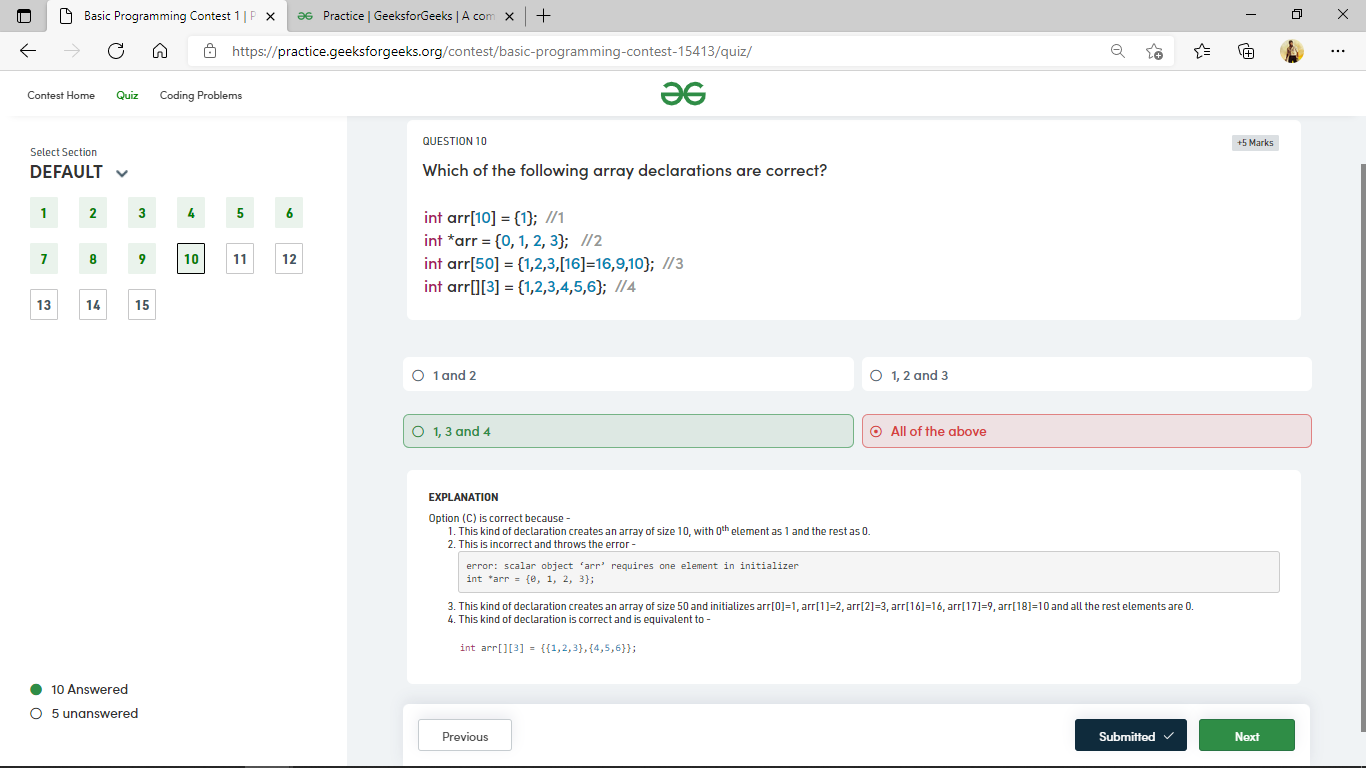 Basic Programming Contest 1 | P
Practice | GeeksforGeeks | A com
https://practice.geeksforgeeks.org/contest/basic-programming-contest-15413/quiz/
Contest Home Quiz Coding Problems
Select Section
DEFAULT
1 2 3 4 5 6
7 8 9 10 11 12
13 14 15
10 Answered
5 unanswered
QUESTION 10
+5 Marks
Which of the following array declarations are correct?
int arr[10] = {1}; //1
int *arr = {0, 1, 2, 3}; //2
int arr[50] = {1,2,3,[16]=16,9,10}; //3
int arr[][3] = {1,2,3,4,5,6}; //4
1 and 2
1, 2 and 3
1, 3 and 4
All of the above
EXPLANATION
Option (C) is correct because -
1. This kind of declaration creates an array of size 10, with 0th element as 1 and the rest as 0.
2. This is incorrect and throws the error -
error: scalar object ‘arr’ requires one element in initializer
int *arr = {0, 1, 2, 3};
3. This kind of declaration creates an array of size 50 and initializes arr[0]=1, arr[1]=2, arr[2]=3, arr[16]=16, arr[17]=9, arr[18]=10 and all the rest elements are 0.
4. This kind of declaration is correct and is equivalent to -
int arr[][3] = {{1,2,3},{4,5,6}};
Previous
Submitted
Next